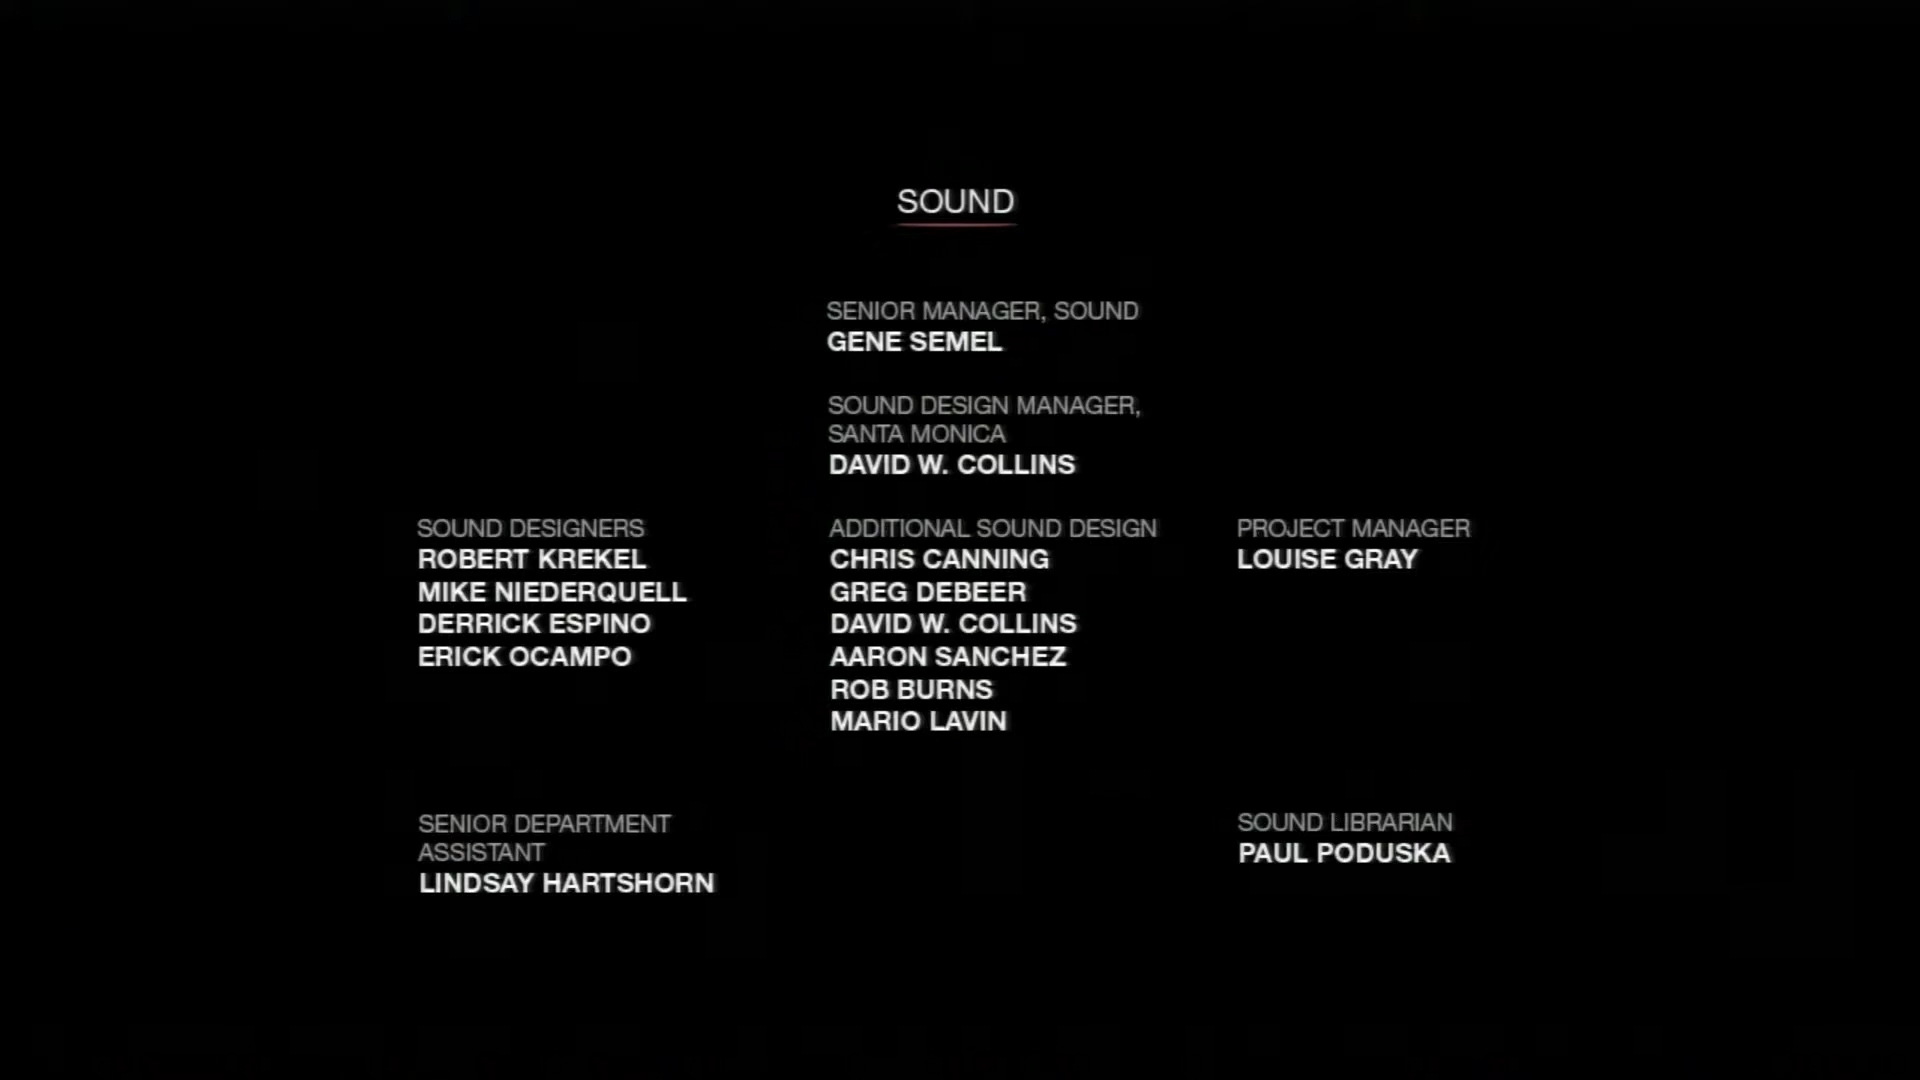 SOUND
SENIOR MANAGER, SOUND
GENE SEMEL
SOUND DESIGN MANAGER,
SANTA MONICA
DAVID W. COLLINS
SOUND DESIGNERS
ROBERT KREKEL
MIKE NIEDERQUELL
DERRICK ESPINO
ERICK OCAMPO
ADDITIONAL SOUND DESIGN
CHRIS CANNING
GREG DEBEER
DAVID W. COLLINS
AARON SANCHEZ
ROB BURNS
MARIO LAVIN
PROJECT MANAGER
LOUISE GRAY
SENIOR DEPARTMENT
ASSISTANT
LINDSAY HARTSHORN
SOUND LIBRARIAN
PAUL PODUSKA